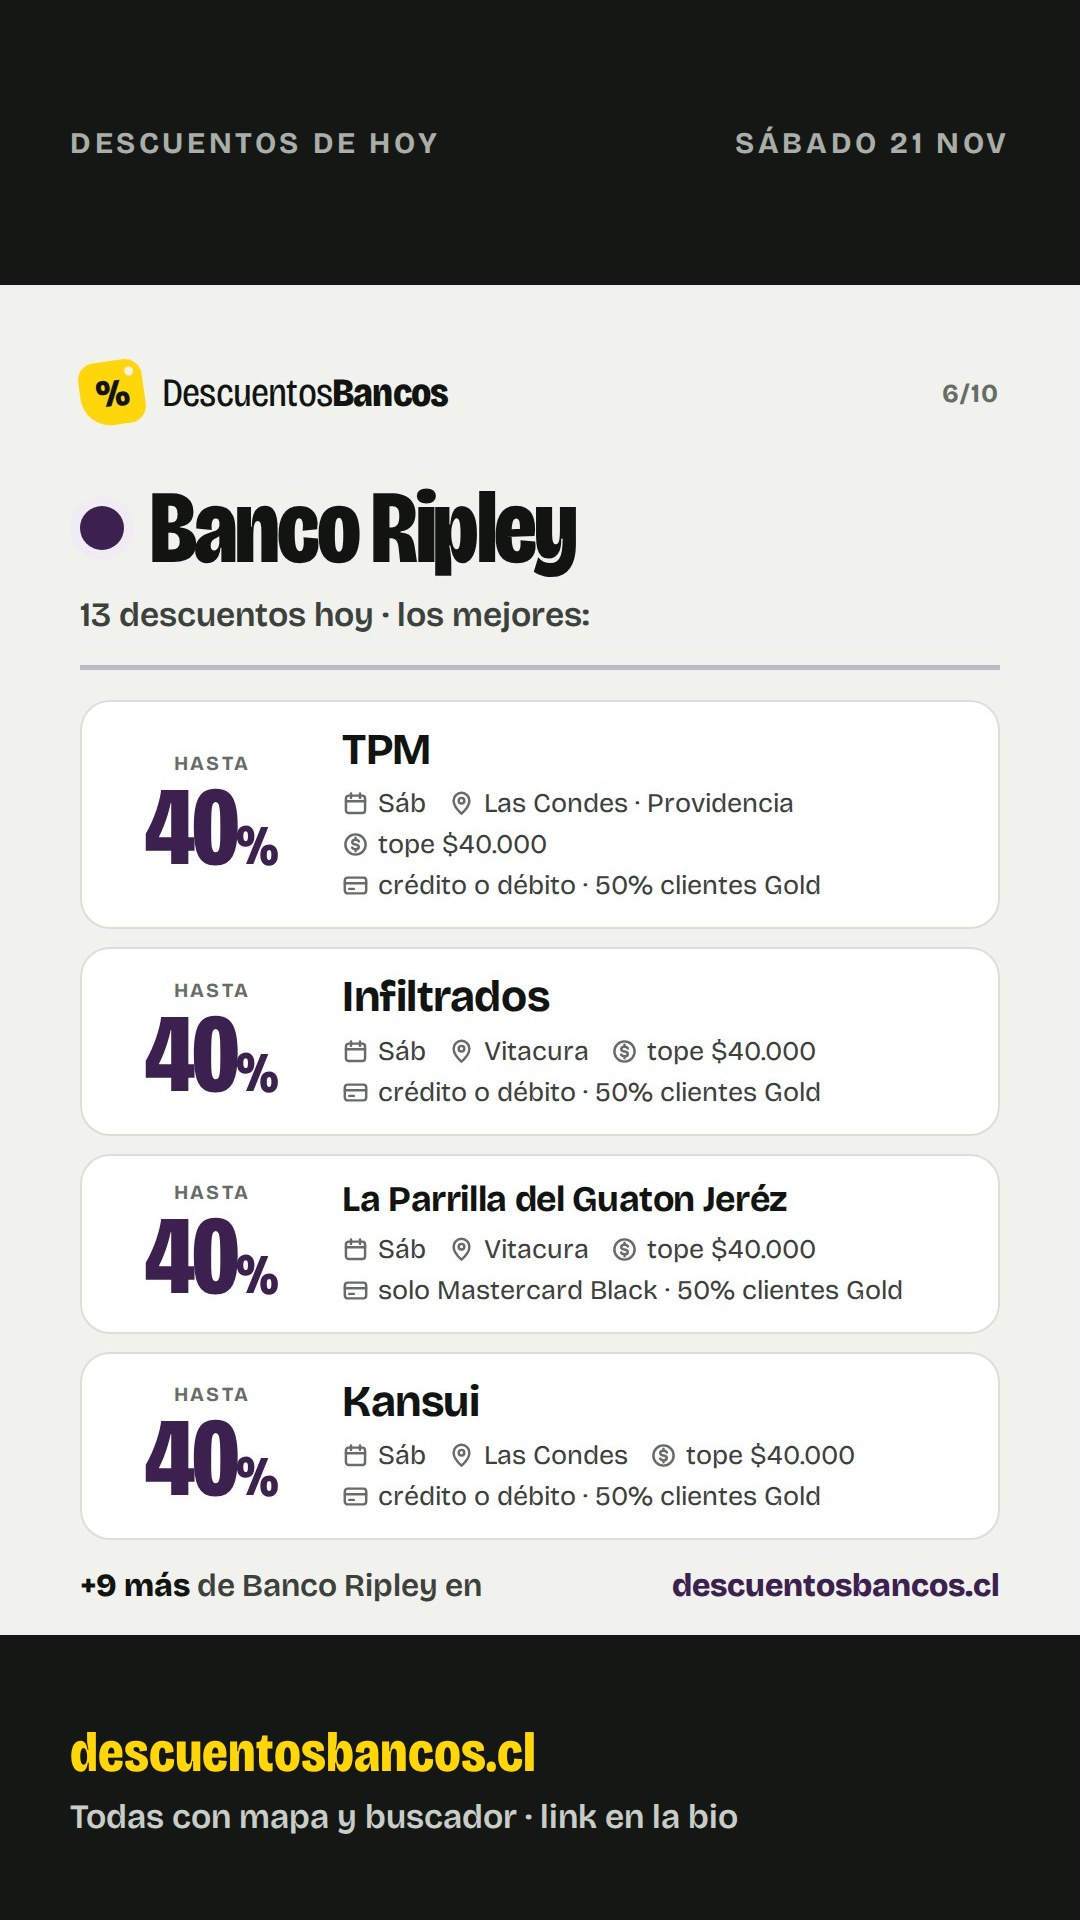 DESCUENTOS DE HOY
SÁBADO 21 NOV
%
DescuentosBancos
6/10
Banco Ripley
13 descuentos hoy · los mejores:
HASTA
40%
TPM
Sáb Las Condes · Providencia
tope $40.000
crédito o débito · 50% clientes Gold
HASTA
40%
Infiltrados
Sáb Vitacura tope $40.000
crédito o débito · 50% clientes Gold
HASTA
40%
La Parrilla del Guaton Jeréz
Sáb Vitacura tope $40.000
solo Mastercard Black · 50% clientes Gold
HASTA
40%
Kansui
Sáb Las Condes tope $40.000
crédito o débito · 50% clientes Gold
+9 más de Banco Ripley en
descuentosbancos.cl
descuentosbancos.cl
Todas con mapa y buscador · link en la bio